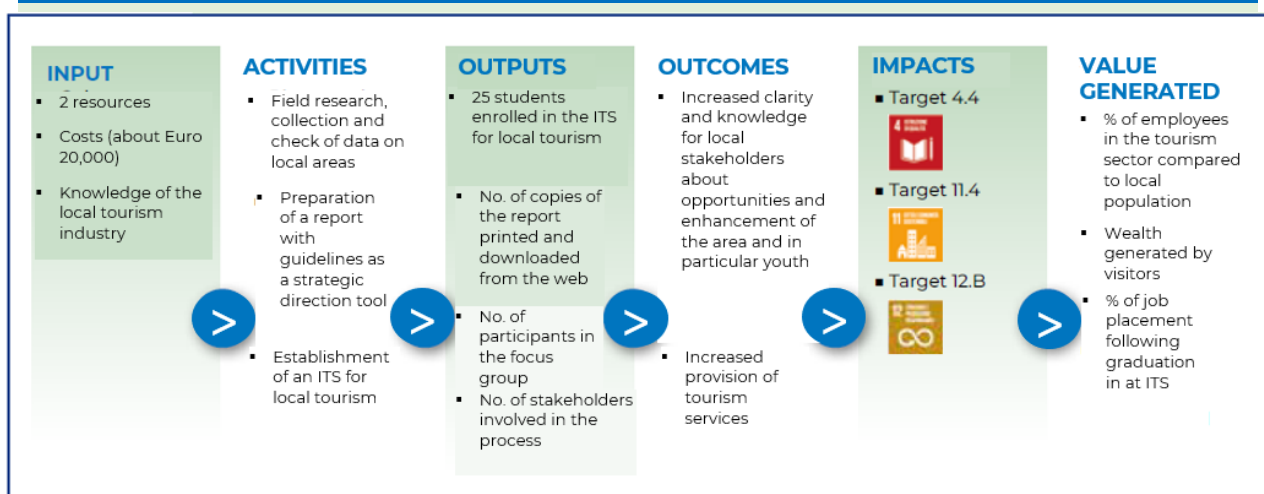 INPUT
▪ 2 resources
▪ Costs (about Euro
20,000)
▪ Knowledge of the
local tourism
industry
ACTIVITIES
▪ Field research,
collection and
check of data on
local areas
▪ Preparation
of a report
with
guidelines as
a strategic
direction tool
▪ Establishment
of an ITS for
local tourism
OUTPUTS
▪ 25 students
enrolled in the ITS
for local tourism
▪ No. of copies of
the report
printed and
downloaded
from the web
▪ No. of
participants in
the focus
group
▪ No. of stakeholders
involved in the
process
OUTCOMES
▪ Increased clarity
and knowledge
for local
stakeholders
about
opportunities and
enhancement of
the area and in
particular youth
▪ Increased
provision of
tourism
services
IMPACTS
▪ Target 4.4
4
▪ Target 11.4
11
▪ Target 12.B
12
VALUE
GENERATED
▪ % of employees
in the tourism
sector compared
to local
population
▪ Wealth
generated by
visitors
▪ % of job
placement
following
graduation
in at ITS
> > > > >